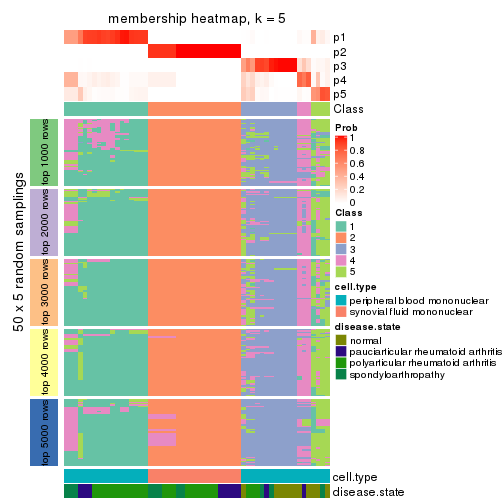 membership heatmap, k = 5
p1
p2
p3
p4
p5
Class
50 x 5 random samplings
top 1000 rows
top 2000 rows
top 3000 rows
top 4000 rows
top 5000 rows
Prob
1
0.8
0.6
0.4
0.2
0
Class
1
2
3
4
5
cell.type
peripheral blood mononuclear
synovial fluid mononuclear
disease.state
normal
pauciarticular rheumatoid arthritis
polyarticular rheumatoid arthritis
spondyloarthropathy
cell.type
disease.state